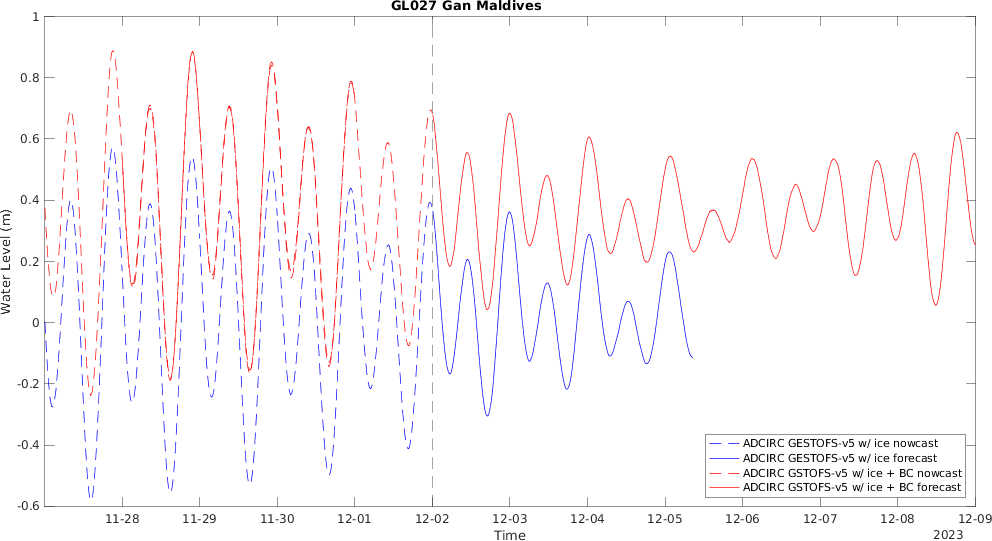 GL027 Gan Maldives
1
0.8
0.6
0.4
0.2
0
-0.2
-0.4
-0.6
Water Level (m)
ADCIRC GESTOFS-v5 w/ ice nowcast
ADCIRC GESTOFS-v5 w/ ice forecast
ADCIRC GSTOFS-v5 w/ ice + BC nowcast
ADCIRC GSTOFS-v5 w/ ice + BC forecast
11-28 11-29 11-30 12-01 12-02 12-03 12-04 12-05 12-06 12-07 12-08 12-09
Time
2023